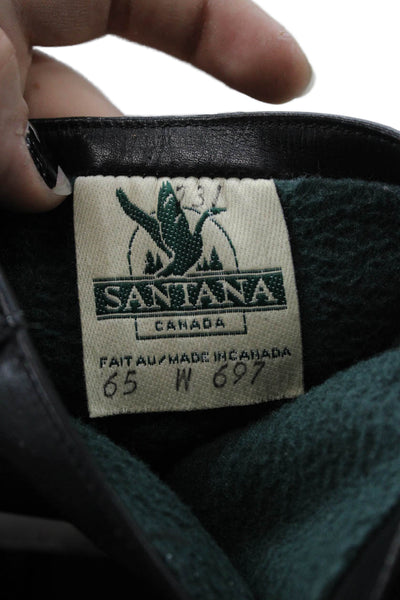 SANTANA
CANADA
FAIT AU/MADE IN CANADA
65 W 697